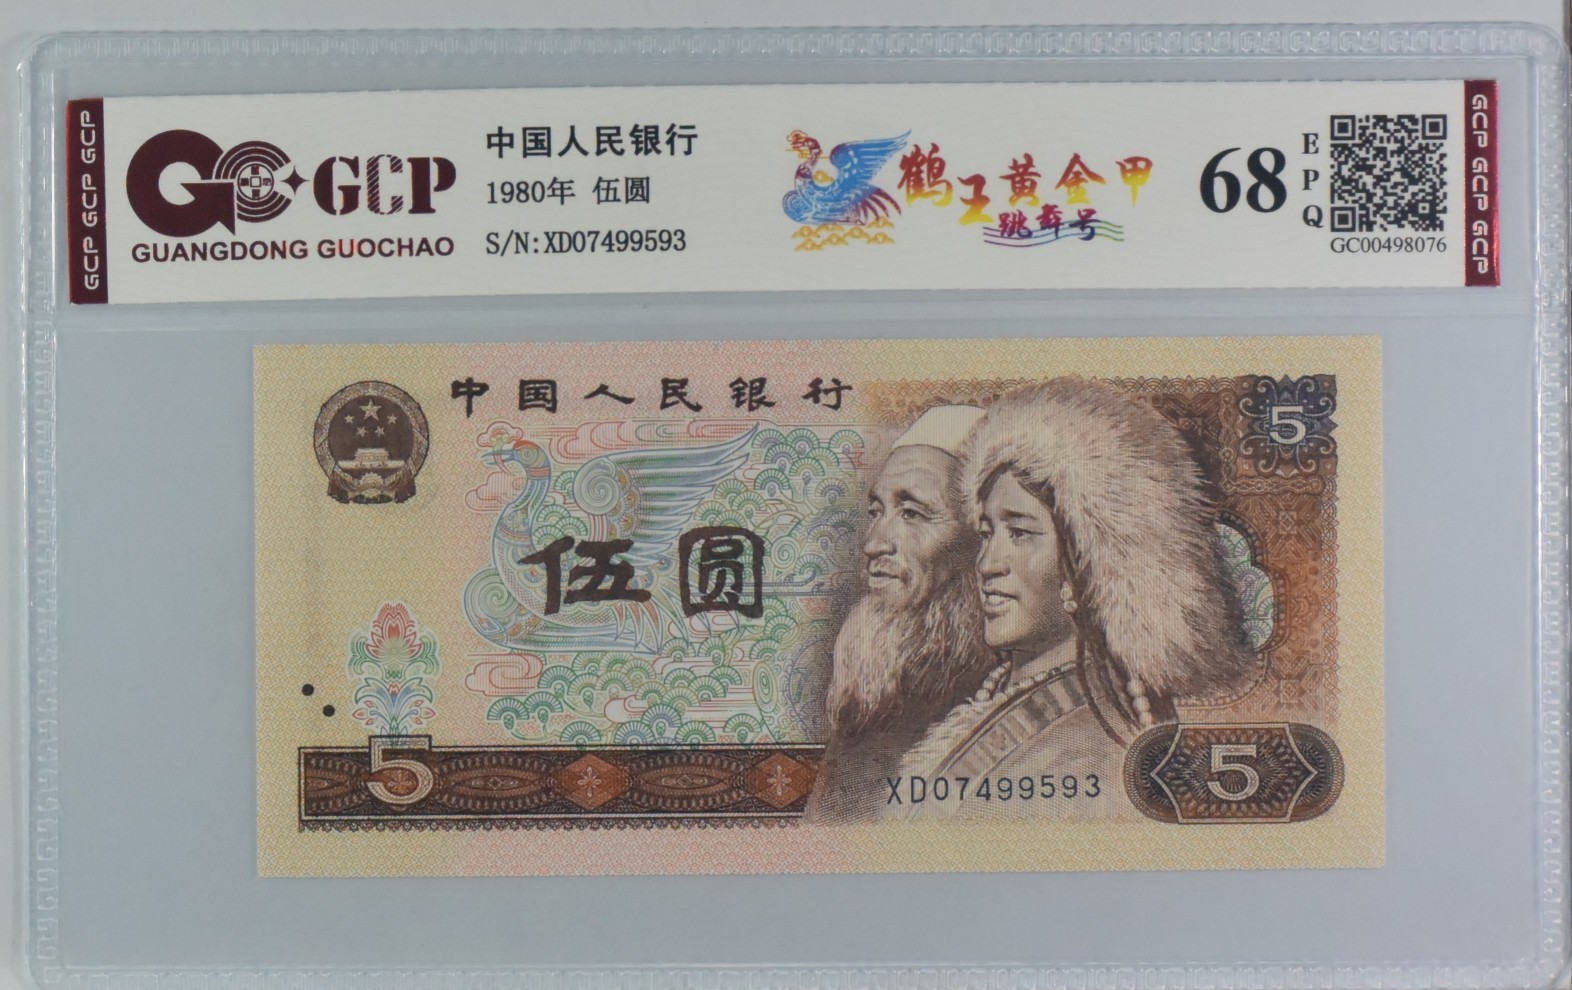 GCP GCP GCP
GCP
GUANGDONG GUOCHAO
中国人民银行
1980年 伍圆
S/N:XD07499593
鹤王黄金甲
跳舞号
68
EPQ
GC00498076
GCP GCP GCP
中国人民银行
5
伍圆
5
XD07499593
5